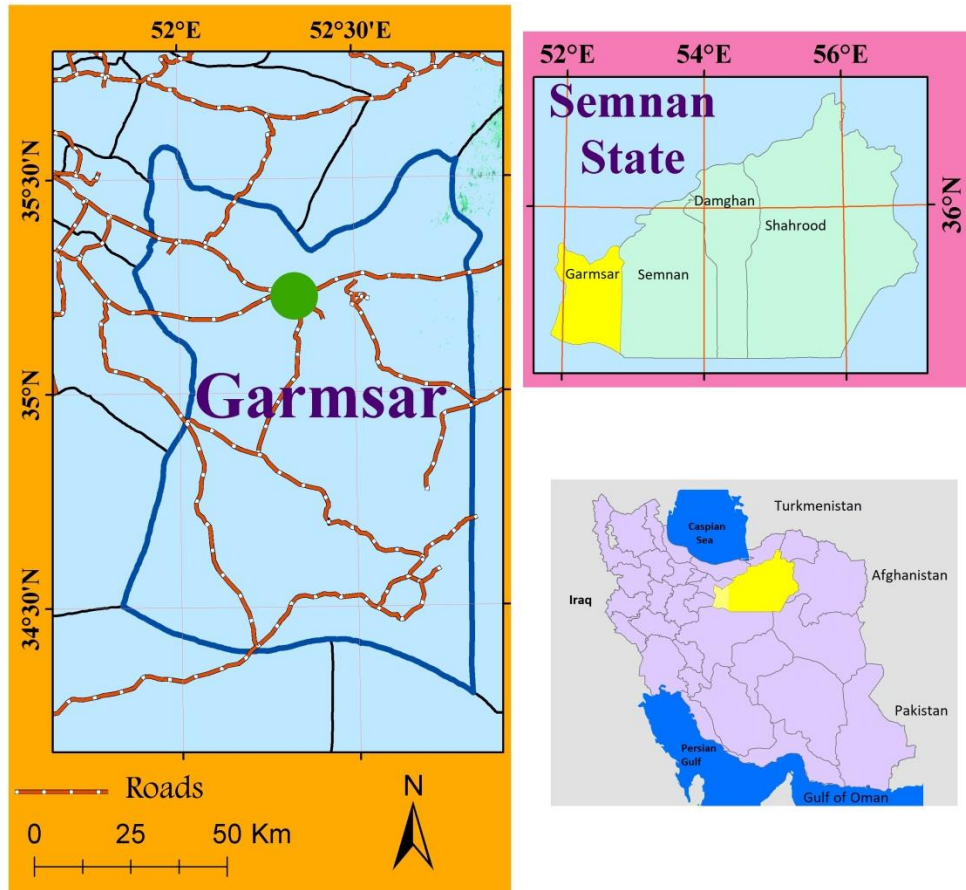 52°E
52°30'E
35°30'N
35°N
34°30'N
Garmsar
Roads
N
0
25
50 Km
52°E
54°E
56°E
Semnan
State
36°N
Damghan
Shahrood
Garmsar
Semnan
Turkmenistan
Caspian
Sea
Afghanistan
Iraq
Pakistan
Persian
Gulf
Gulf of Oman